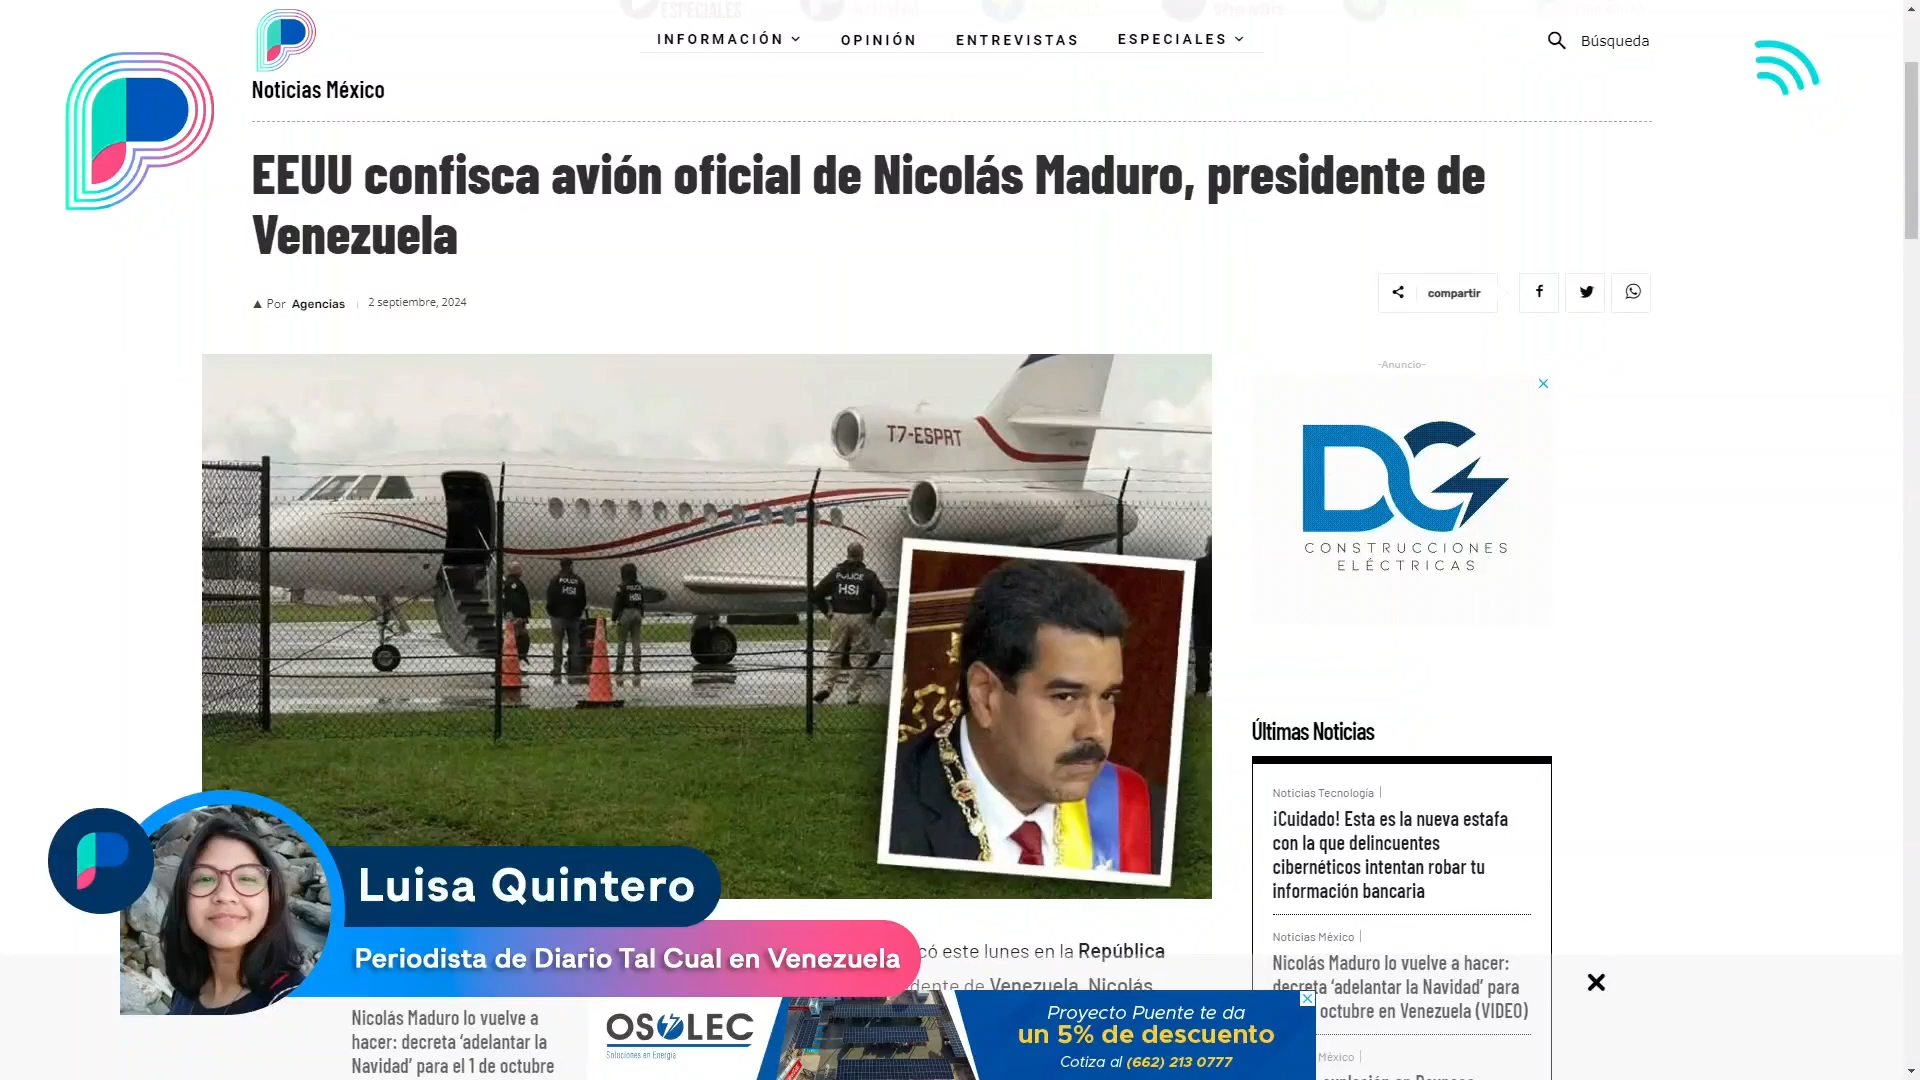 INFORMACIÓN
OPINIÓN
ENTREVISTAS
ESPECIALES
Búsqueda
Noticias México
EEUU confisca avión oficial de Nicolás Maduro, presidente de
Venezuela
Por Agencias
2 septiembre, 2024
compartir
-Anuncio-
T7-ESPRT
POLICE
HSI
POLICE
HSI
DC
CONSTRUCCIONES
ELÉCTRICAS
Últimas Noticias
Noticias Tecnología
¡Cuidado! Esta es la nueva estafa
con la que delincuentes
cibernéticos intentan robar tu
información bancaria
Noticias México
Nicolás Maduro lo vuelve a hacer:
decreta ‘adelantar la Navidad’ para
octubre en Venezuela (VIDEO)
México
Luisa Quintero
Periodista de Diario Tal Cual en Venezuela
có este lunes en la República
dente de Venezuela, Nicolás
Nicolás Maduro lo vuelve a
hacer: decreta ‘adelantar la
Navidad’ para el 1 de octubre
OSOLEC
Soluciones en Energía
Proyecto Puente te da
un 5% de descuento
Cotiza al (662) 213 0777